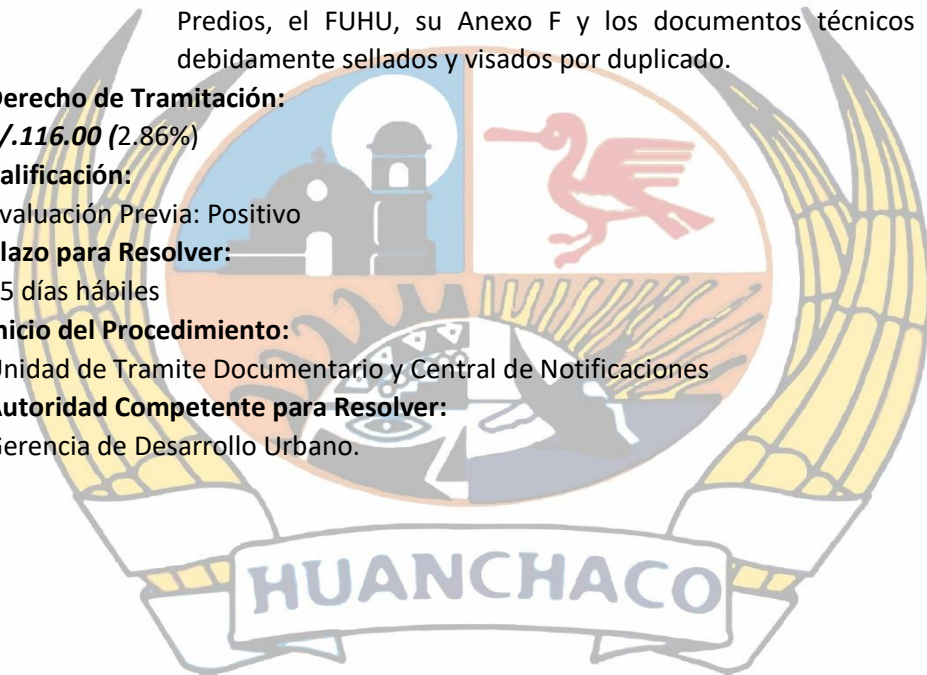 Predios, el FUHU, su Anexo F y los documentos técnicos
debidamente sellados y visados por duplicado.
Derecho de Tramitación:
/.116.00 (2.86%)
alificación:
valuación Previa: Positivo
lazo para Resolver:
5 días hábiles
nicio del Procedimiento:
Unidad de Tramite Documentario y Central de Notificaciones
Autoridad Competente para Resolver:
Gerencia de Desarrollo Urbano.
HUANCHACO